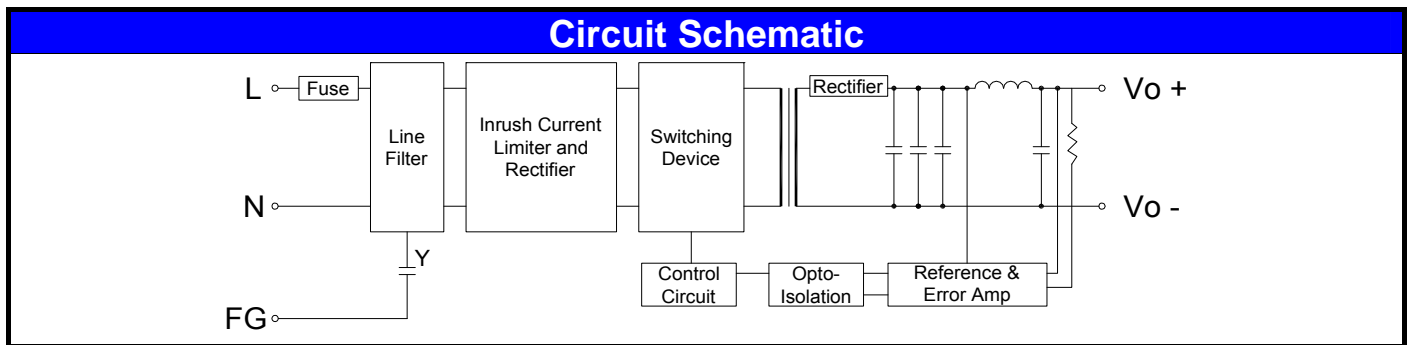 Circuit Schematic
L
Fuse
Line
Filter
Inrush Current
Limiter and
Rectifier
Switching
Device
Rectifier
Vo +
N
Vo -
Y
FG
Control
Circuit
Opto-
Isolation
Reference &
Error Amp